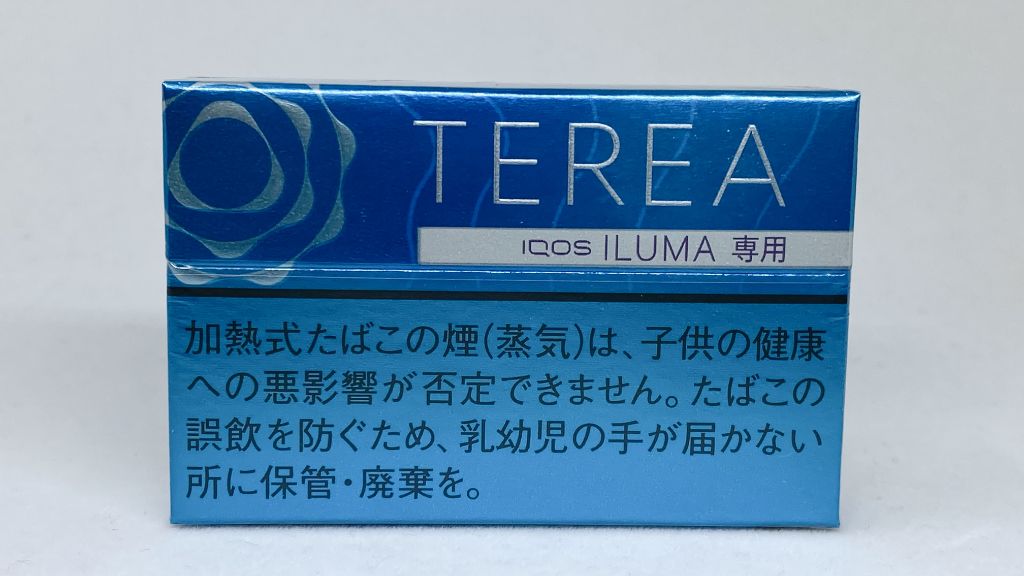 TEREA
IQOS ILUMA 専用
加熱式たばこの煙(蒸気)は、子供の健康
への悪影響が否定できません。たばこの
誤飲を防ぐため、乳幼児の手が届かない
所に保管・廃棄を。